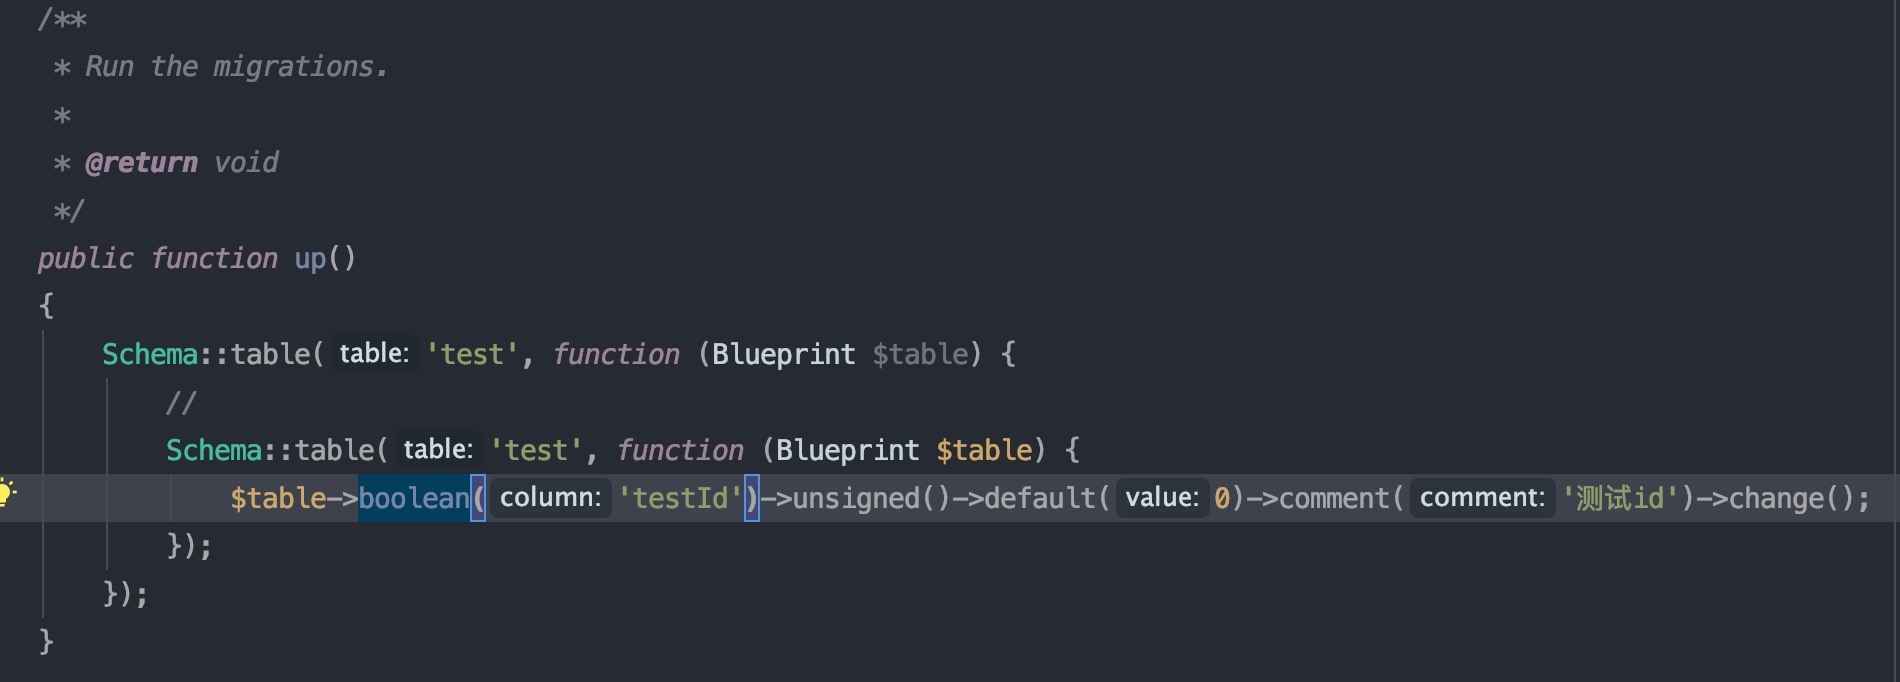 /**
* Run the migrations.
*
* @return void
*/
public function up()
{
Schema::table( table: 'test', function (Blueprint $table) {
//
Schema::table( table: 'test', function (Blueprint $table) {
$table->boolean( column: 'testId')->unsigned()->default( value: 0)->comment( comment: '测试id')->change();
});
});
}